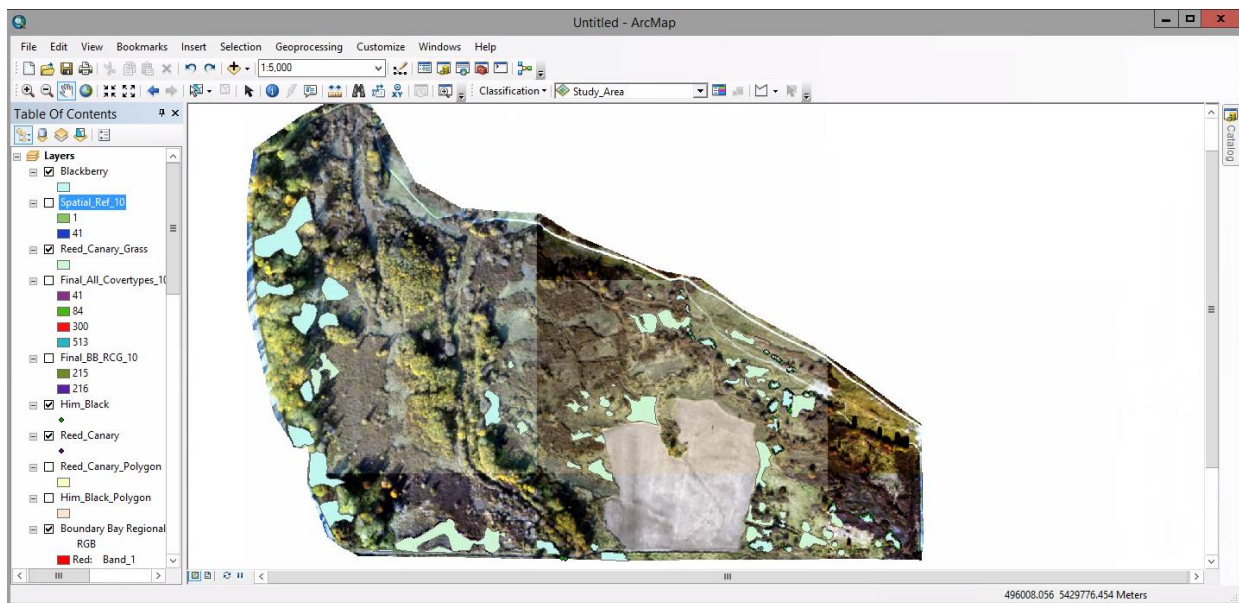 Untitled - ArcMap
File Edit View Bookmarks Insert Selection Geoprocessing Customize Windows Help
1:5,000
Classification Study_Area
Table Of Contents
Layers
Blackberry
Spatial_Ref_10
1
41
Reed_Canary_Grass
Final_All_Covertypes_10
41
84
300
513
Final_BB_RCG_10
215
216
Him_Black
Reed_Canary
Reed_Canary_Polygon
Him_Black_Polygon
Boundary Bay Regional
RGB
Red: Band_1
Catalog
496008.056 5429776.454 Meters